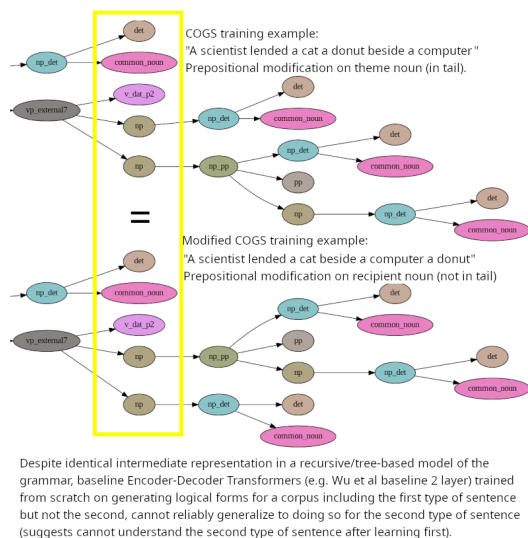 det
COGS training example:
"A scientist lended a cat a donut beside a computer"
Prepositional modification on theme noun (in tail).
np_det
common_noun
v_dat_p2
det
vp_external7
np
np_det
common_noun
det
np_det
np
np_pp
common_noun
pp
det
np
np_det
common_noun
=
Modified COGS training example:
"A scientist lended a cat beside a computer a donut"
Prepositional modification on recipient noun (not in tail)
det
np_det
common_noun
det
np_det
v_dat_p2
common_noun
vp_external7
pp
np
np_pp
det
np
np_det
common_noun
np
np_det
det
common_noun
Despite identical intermediate representation in a recursive/tree-based model of the
grammar, baseline Encoder-Decoder Transformers (e.g. Wu et al baseline 2 layer) trained
from scratch on generating logical forms for a corpus including the first type of sentence
but not the second, cannot reliably generalize to doing so for the second type of sentence
(suggests cannot understand the second type of sentence after learning first).